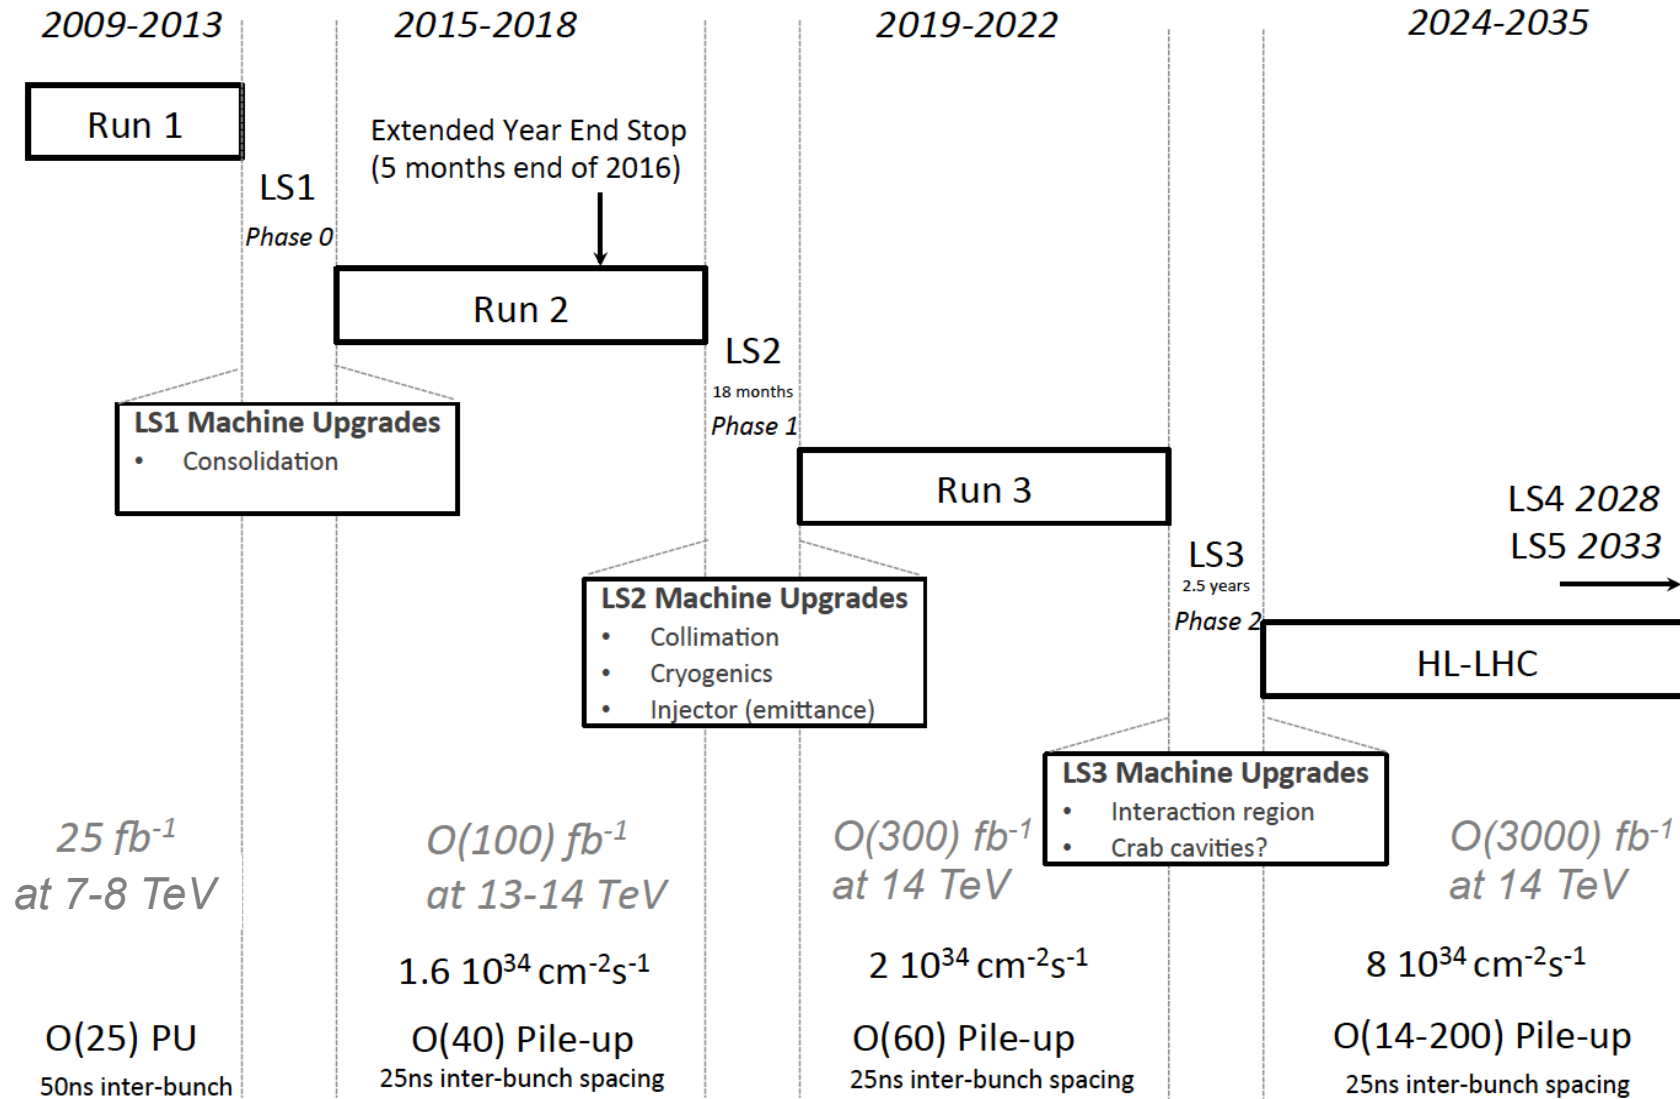 2009-2013
2015-2018
2019-2022
2024-2035
Run 1
Extended Year End Stop
(5 months end of 2016)
LS1
Phase 0
Run 2
LS2
18 months
Phase 1
LS1 Machine Upgrades
• Consolidation
Run 3
LS4 2028
LS5 2033
LS3
2.5 years
Phase 2
LS2 Machine Upgrades
• Collimation
• Cryogenics
• Injector (emittance)
HL-LHC
LS3 Machine Upgrades
• Interaction region
• Crab cavities?
25 fb-1
at 7-8 TeV
O(100) fb-1
at 13-14 TeV
O(300) fb-1
at 14 TeV
O(3000) fb-1
at 14 TeV
1.6 1034 cm-2s-1
2 1034 cm-2s-1
8 1034 cm-2s-1
O(25) PU
50ns inter-bunch
O(40) Pile-up
25ns inter-bunch spacing
O(60) Pile-up
25ns inter-bunch spacing
O(14-200) Pile-up
25ns inter-bunch spacing